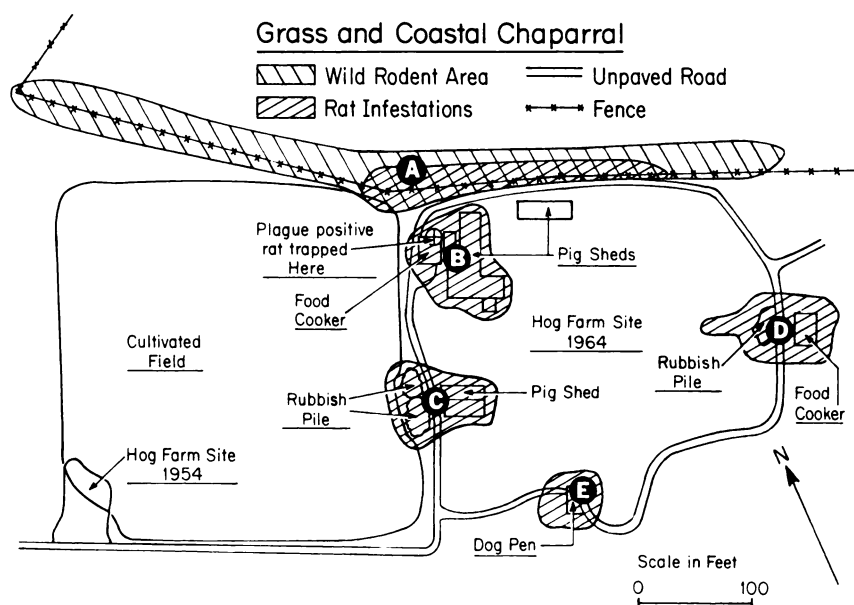 Grass and Coastal Chaparral
Wild Rodent Area
Unpaved Road
Rat Infestations
Fence
A
Plague positive
rat trapped
Here
B
Pig Sheds
Food
Cooker
Hog Farm Site
1964
D
Cultivated
Field
Rubbish
Pile
Rubbish
Pile
C
Pig Shed
Food
Cooker
Hog Farm Site
1954
N
E
Dog Pen
Scale in Feet
0 100